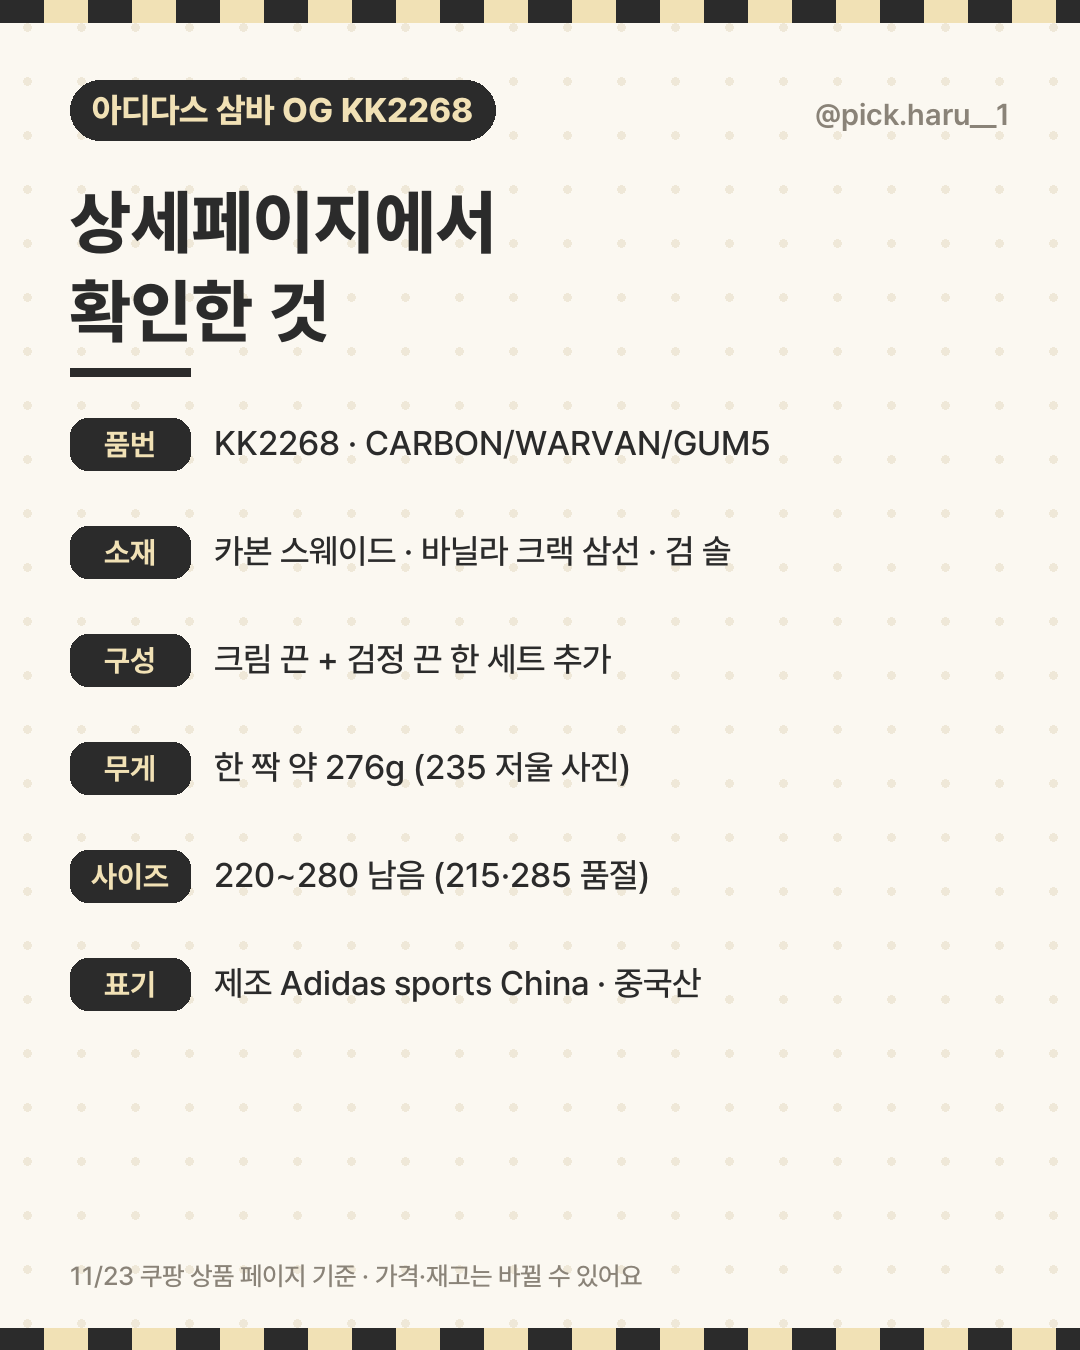 아디다스 삼바 OG KK2268
@pick.haru__1
상세페이지에서
확인한 것
품번 KK2268 · CARBON/WARVAN/GUM5
소재 카본 스웨이드 · 바닐라 크랙 삼선 · 검 솔
구성 크림 끈 + 검정 끈 한 세트 추가
무게 한 짝 약 276g (235 저울 사진)
사이즈 220~280 남음 (215·285 품절)
표기 제조 Adidas sports China · 중국산
11/23 쿠팡 상품 페이지 기준 · 가격·재고는 바뀔 수 있어요